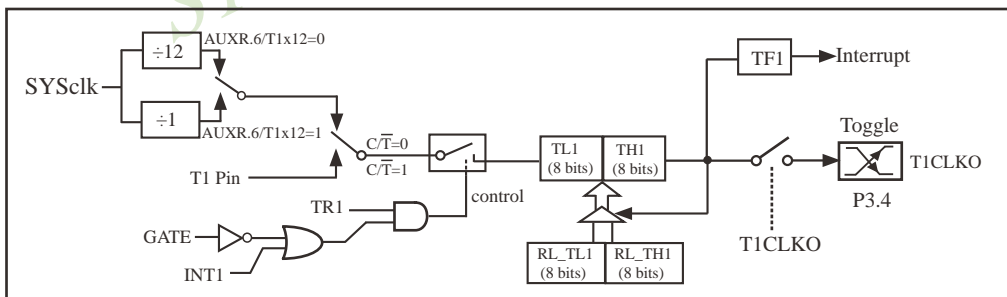 ÷12
AUXR.6/T1x12=0
SYSclk
÷1
AUXR.6/T1x12=1
C/T̅=0
C/T̅=1
T1 Pin
TR1
control
GATE
INT1
TL1
(8 bits)
TH1
(8 bits)
RL_TL1
(8 bits)
RL_TH1
(8 bits)
TF1
Interrupt
Toggle
T1CLKO
P3.4
T1CLKO